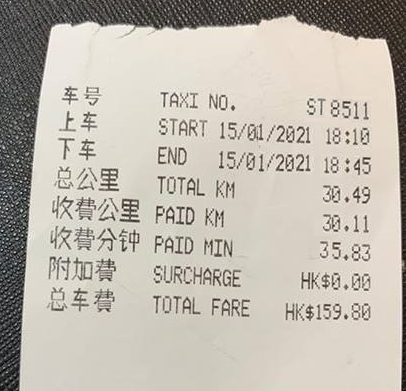 车号 TAXI NO. ST8511
上车 START 15/01/2021 18:10
下车 END 15/01/2021 18:45
总公里 TOTAL KM 30.49
收費公里 PAID KM 30.11
收費分钟 PAID MIN 35.83
附加費 SURCHARGE HK$0.00
总车費 TOTAL FARE HK$159.80